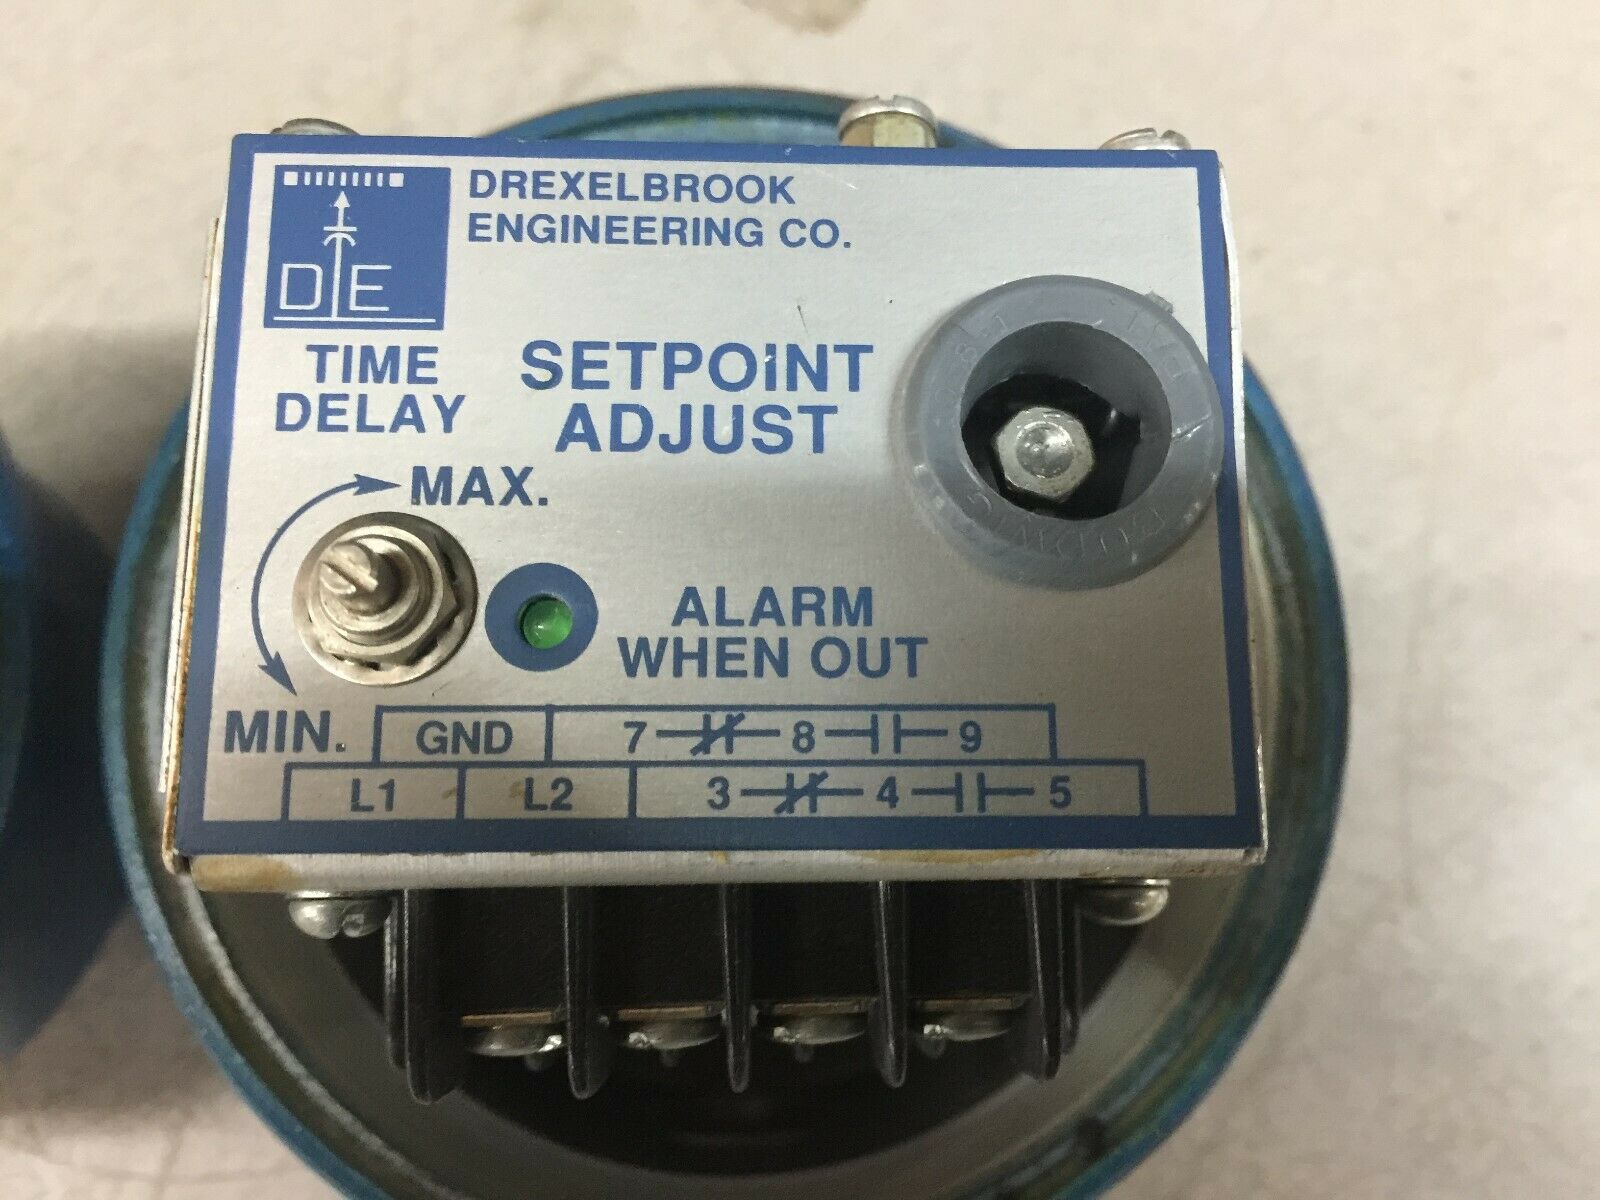 DREXELBROOK
ENGINEERING CO.
DE
TIME
DELAY
SETPOiNT
ADJUST
MAX.
ALARM
WHEN OUT
MIN.
GND 7 8 9
L1 L2 3 4 5